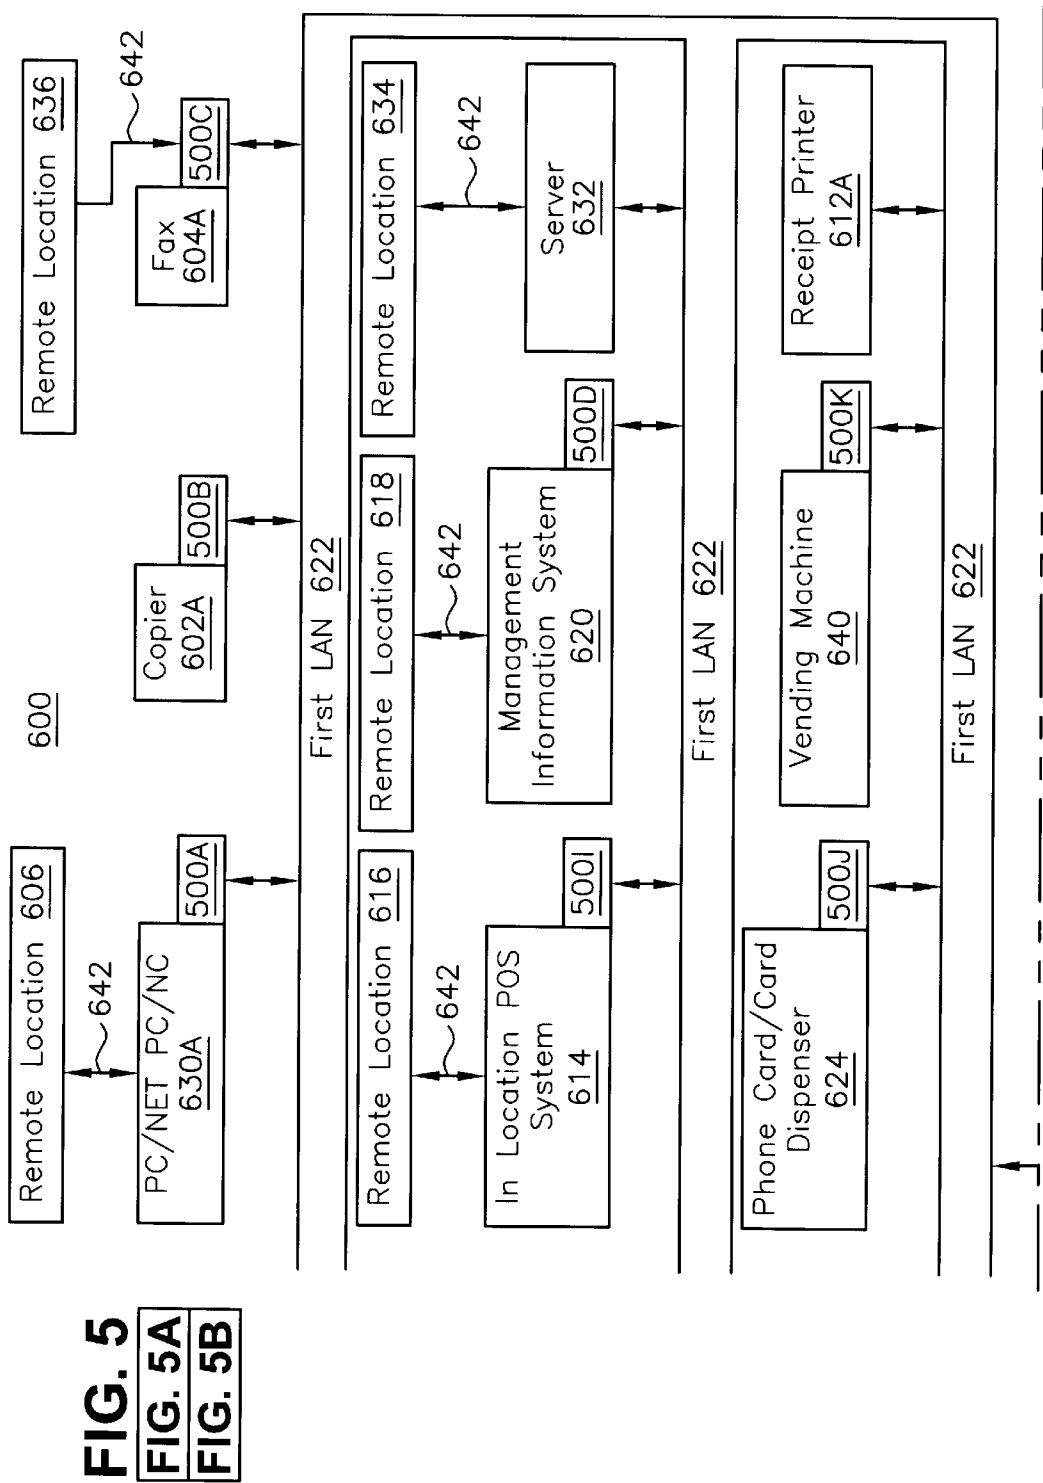 FIG. 5
FIG. 5A
FIG. 5B
600
Remote Location 606
642
PC/NET PC/NC
630A
500A
Copier
602A
500B
Remote Location 636
642
Fax
604A
500C
First LAN 622
Remote Location 616
642
In Location POS
System
614
500I
Remote Location 618
642
Management
Information System
620
500D
Remote Location 634
642
Server
632
First LAN 622
Phone Card/Card
Dispenser
624
500J
Vending Machine
640
500K
Receipt Printer
612A
First LAN 622